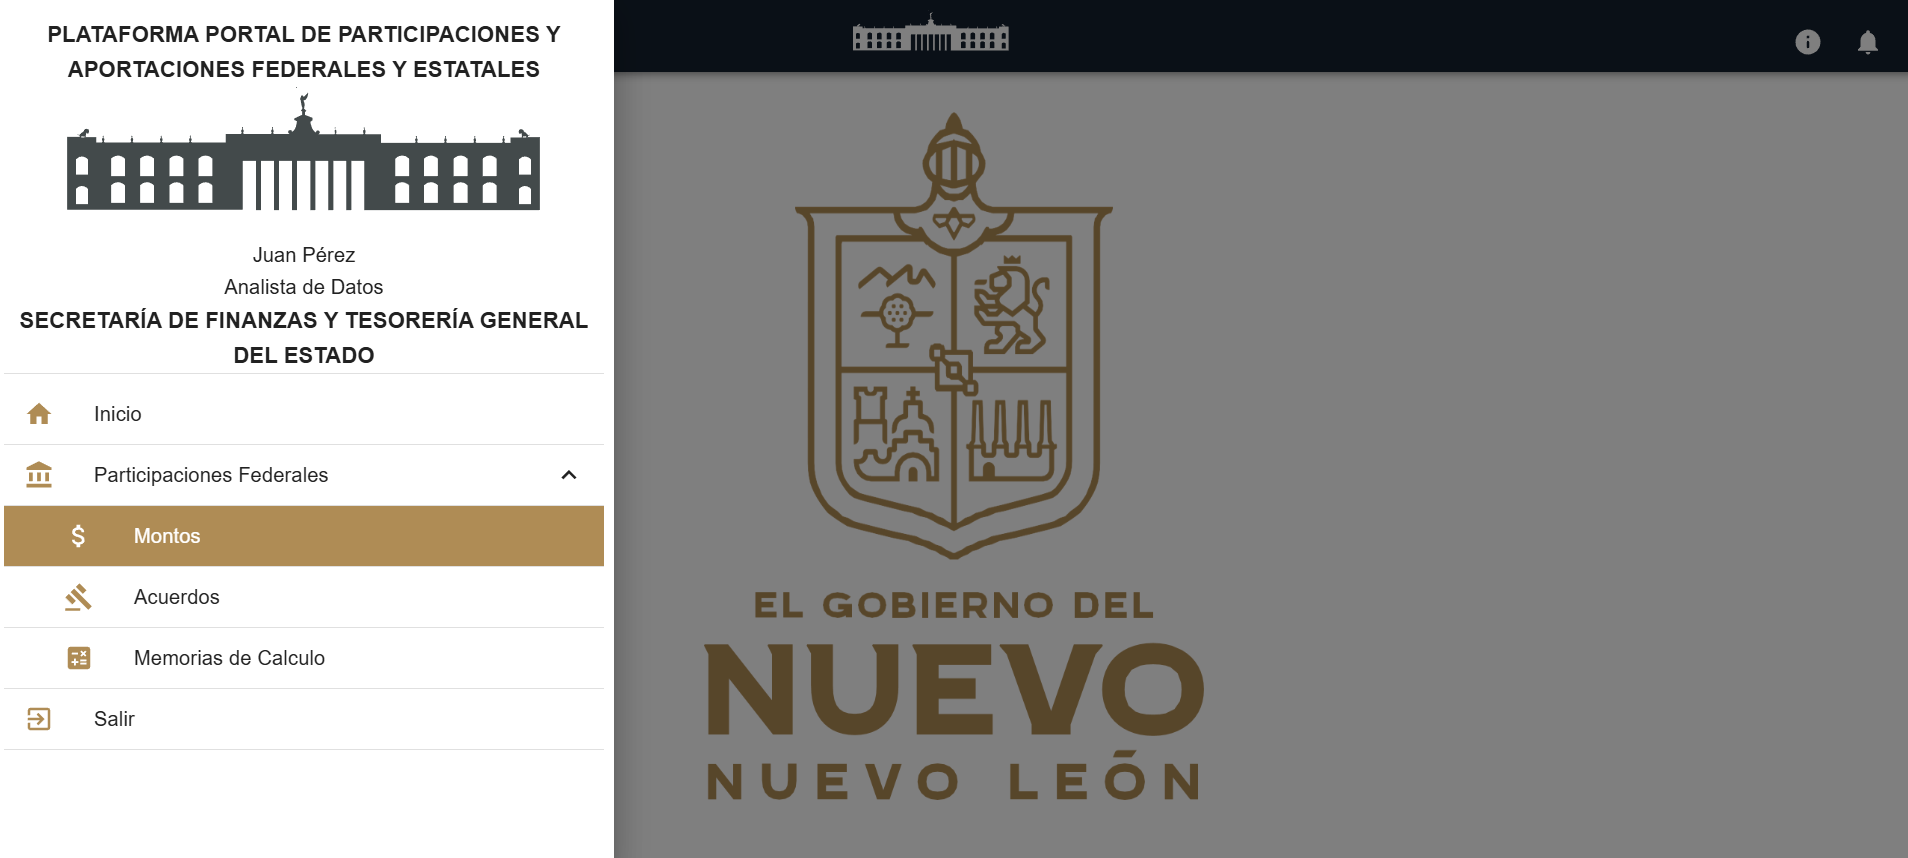 PLATAFORMA PORTAL DE PARTICIPACIONES Y
APORTACIONES FEDERALES Y ESTATALES
Juan Pérez
Analista de Datos
SECRETARÍA DE FINANZAS Y TESORERÍA GENERAL
DEL ESTADO
Inicio
Participaciones Federales
Montos
Acuerdos
Memorias de Calculo
Salir
EL GOBIERNO DEL
NUEVO
NUEVO LEÓN